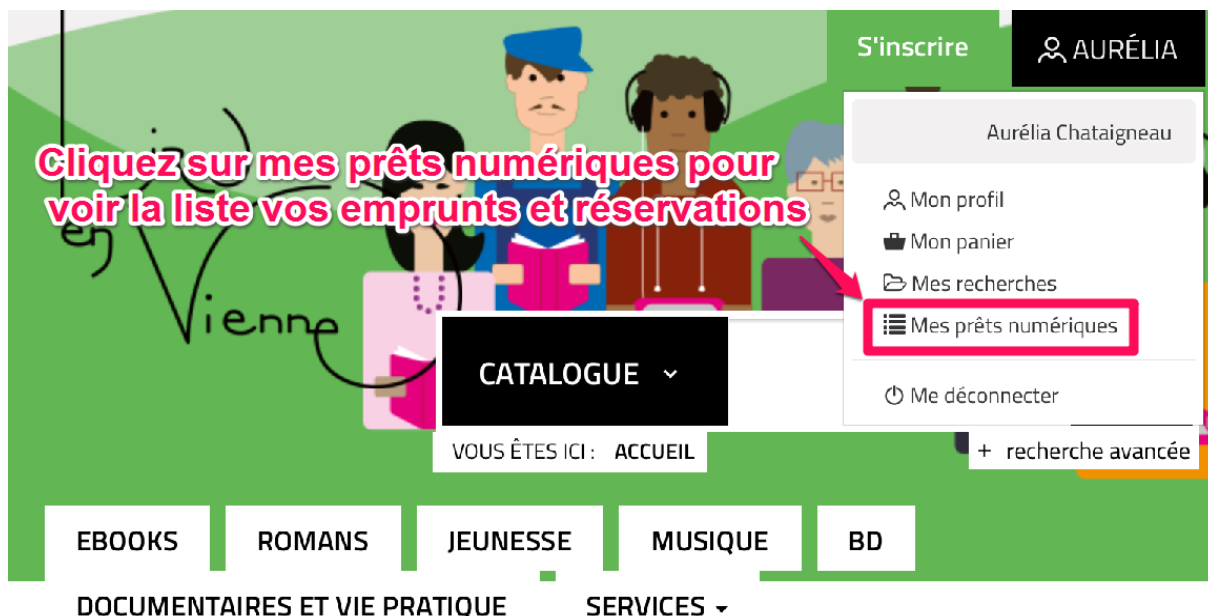 S'inscrire
AURÉLIA
Aurélia Chataigneau
Cliquez sur mes prêts numériques pour
voir la liste vos emprunts et réservations
en
Vienne
Mon profil
Mon panier
Mes recherches
Mes prêts numériques
Me déconnecter
CATALOGUE
VOUS ÊTES ICI : ACCUEIL
+ recherche avancée
EBOOKS
ROMANS
JEUNESSE
MUSIQUE
BD
DOCUMENTAIRES ET VIE PRATIQUE
SERVICES